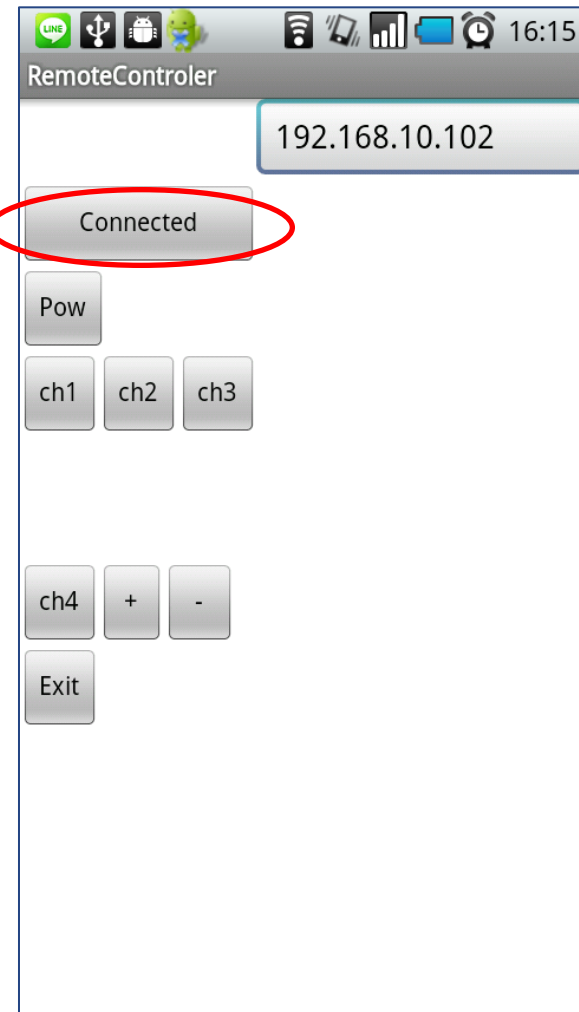 LINE 16:15
RemoteControler
192.168.10.102
Connected
Pow
ch1 ch2 ch3
ch4 + -
Exit